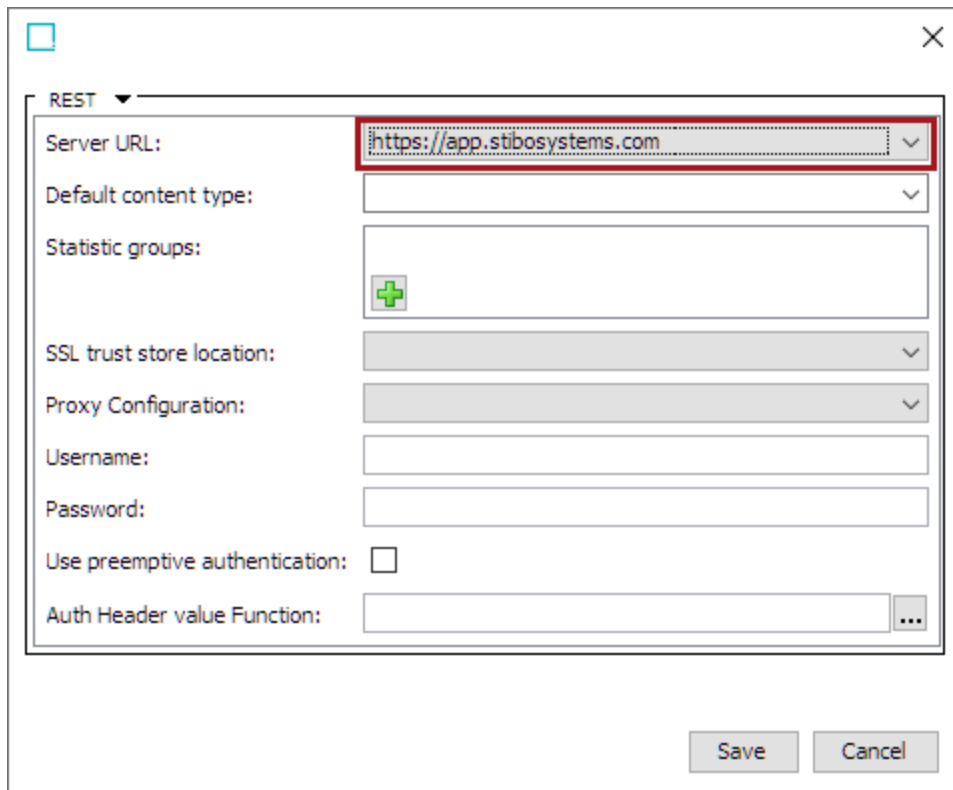 REST
Server URL: https://app.stibosystems.com
Default content type:
Statistic groups:
SSL trust store location:
Proxy Configuration:
Username:
Password:
Use preemptive authentication:
Auth Header value Function: ...
Save Cancel